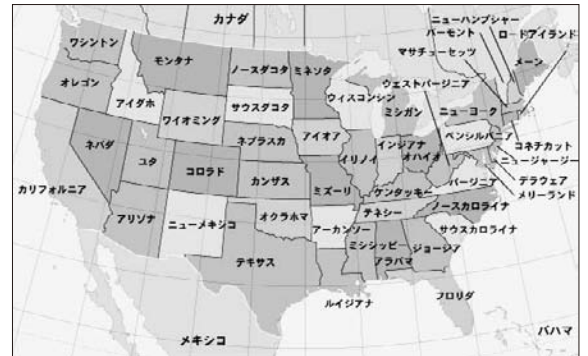 カナダ
ニューハンプシャー
バーモント
ロードアイランド
マサチューセッツ
ワシントン
モンタナ
ノースダコタ
ミネソタ
メーン
オレゴン
アイダホ
サウスダコタ
ウィスコンシン
ウェストバージニア
ミシガン
ニューヨーク
ワイオミング
ペンシルバニア
ネバダ
ユタ
ネブラスカ
アイオア
イリノイ
インジアナ
オハイオ
コネチカット
ニュージャージー
コロラド
カンザス
ミズーリ
ケンタッキー
バージニア
デラウェア
メリーランド
カリフォルニア
アリゾナ
ニューメキシコ
オクラホマ
アーカンソー
テネシー
ノースカロライナ
サウスカロライナ
テキサス
ミシシッピー
アラバマ
ジョージア
ルイジアナ
フロリダ
メキシコ
バハマ